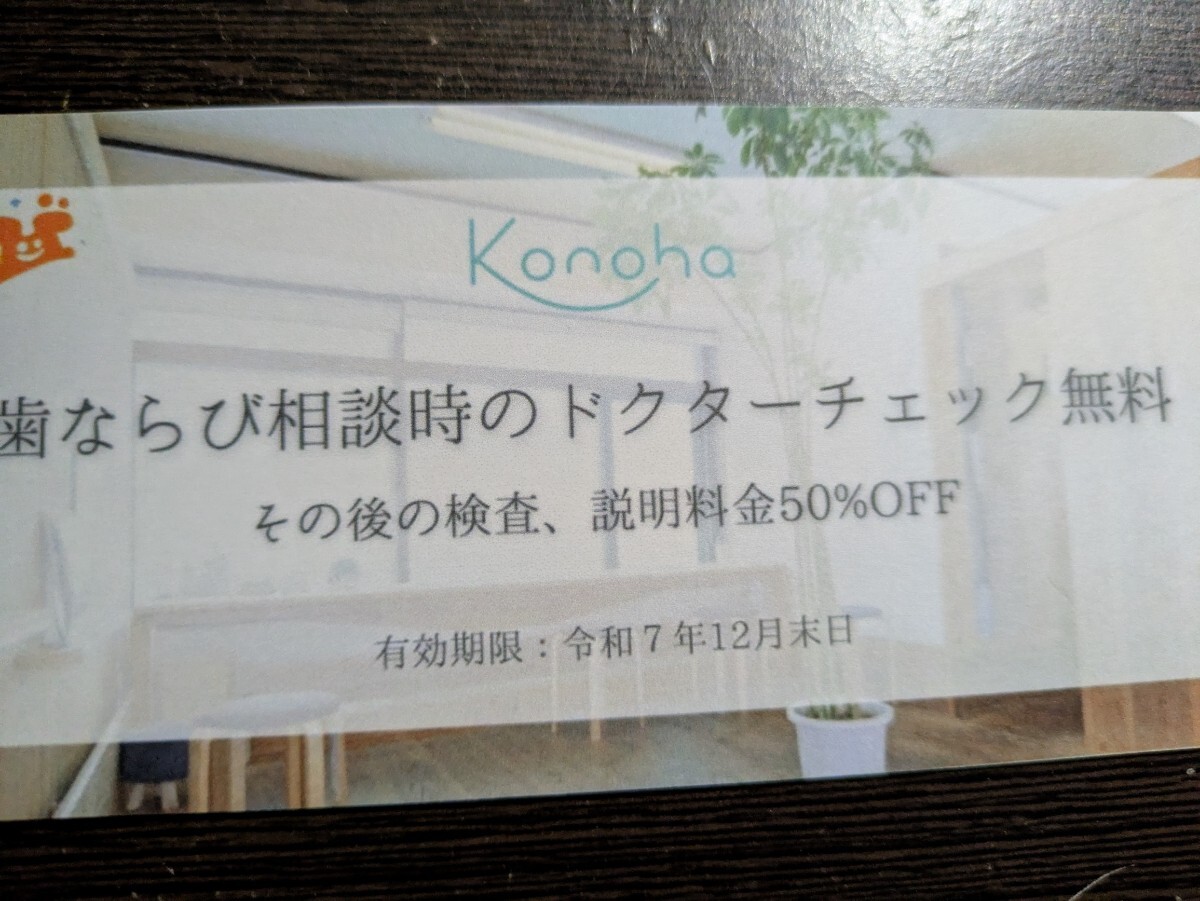 Konoha
歯ならび相談時のドクターチェック無料
その後の検査、説明料金50%OFF
有効期限：令和７年12月末日